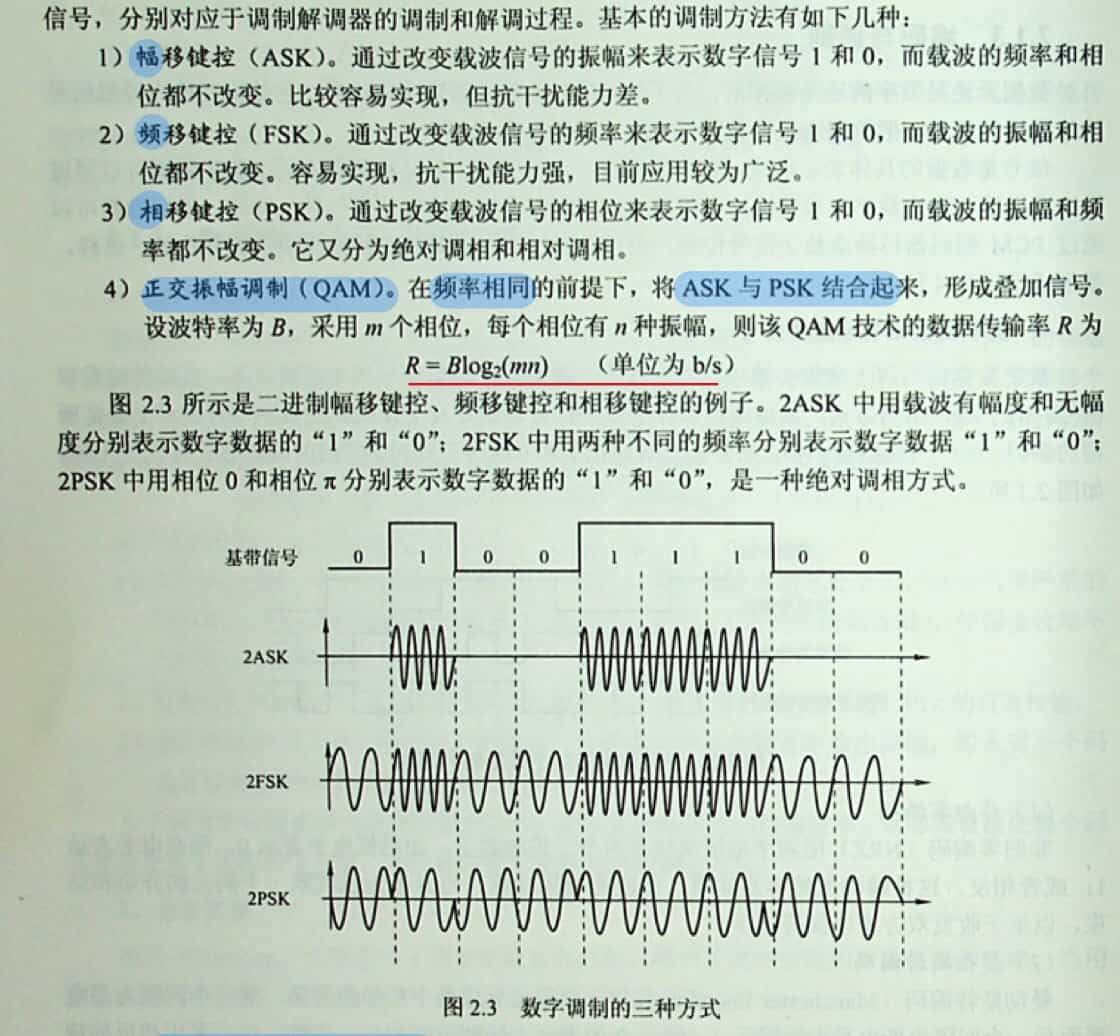 信号，分别对应于调制解调器的调制和解调过程。基本的调制方法有如下几种：
1）幅移键控（ASK）。通过改变载波信号的振幅来表示数字信号 1 和 0，而载波的频率和相
位都不改变。比较容易实现，但抗干扰能力差。
2）频移键控（FSK）。通过改变载波信号的频率来表示数字信号 1 和 0，而载波的振幅和相
位都不改变。容易实现，抗干扰能力强，目前应用较为广泛。
3）相移键控（PSK）。通过改变载波信号的相位来表示数字信号 1 和 0，而载波的振幅和频
率都不改变。它又分为绝对调相和相对调相。
4）正交振幅调制（QAM）。在频率相同的前提下，将 ASK 与 PSK 结合起来，形成叠加信号。
设波特率为 B，采用 m 个相位，每个相位有 n 种振幅，则该 QAM 技术的数据传输率 R 为
R = Blog₂(mn) （单位为 b/s）
图 2.3 所示是二进制幅移键控、频移键控和相移键控的例子。2ASK 中用载波有幅度和无幅
度分别表示数字数据的“1”和“0”；2FSK 中用两种不同的频率分别表示数字数据“1”和“0”；
2PSK 中用相位 0 和相位 π 分别表示数字数据的“1”和“0”，是一种绝对调相方式。
基带信号 0 1 0 0 1 1 1 0 0
2ASK
2FSK
2PSK
图 2.3 数字调制的三种方式